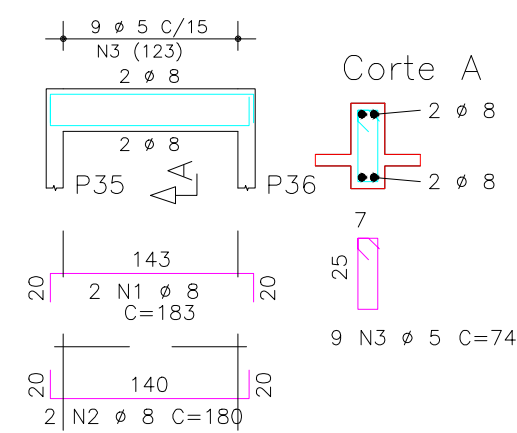 9 ø 5 C/15
N3 (123)
2 ø 8
2 ø 8
A
P35
P36
Corte A
2 ø 8
2 ø 8
143
20
20
2 N1 ø 8
C=183
20
140
20
2 N2 ø 8 C=180
7
25
9 N3 ø 5 C=74